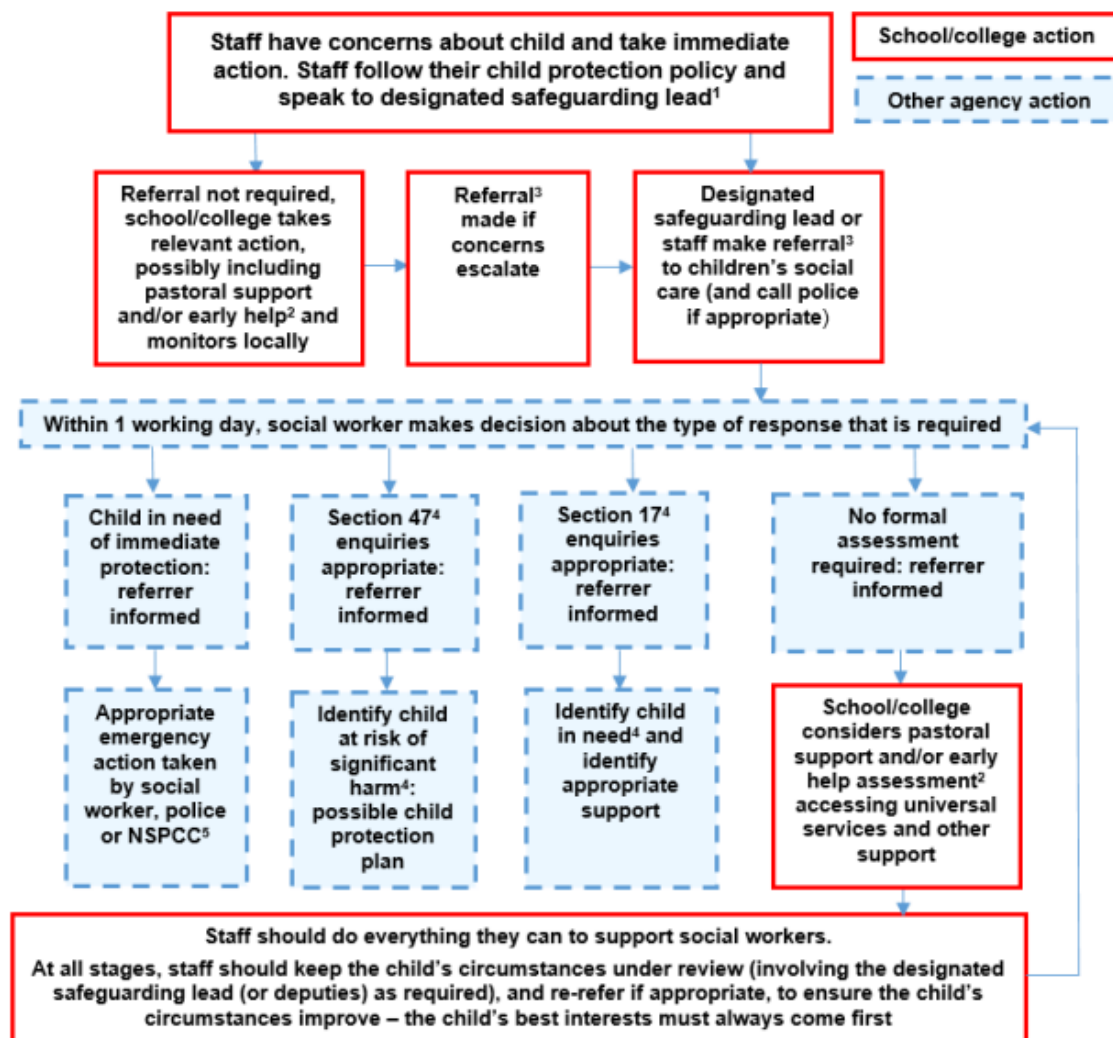 Staff have concerns about child and take immediate
action. Staff follow their child protection policy and
speak to designated safeguarding lead¹
School/college action
Other agency action
Referral not required,
school/college takes
relevant action,
possibly including
pastoral support
and/or early help² and
monitors locally
Referral³
made if
concerns
escalate
Designated
safeguarding lead or
staff make referral³
to children's social
care (and call police
if appropriate)
Within 1 working day, social worker makes decision about the type of response that is required
Child in need
of immediate
protection:
referrer
informed
Section 47⁴
enquiries
appropriate:
referrer
informed
Section 17⁴
enquiries
appropriate:
referrer
informed
No formal
assessment
required: referrer
informed
Appropriate
emergency
action taken
by social
worker, police
or NSPCC⁵
Identify child
at risk of
significant
harm⁴:
possible child
protection
plan
Identify child
in need⁴ and
identify
appropriate
support
School/college
considers pastoral
support and/or early
help assessment²
accessing universal
services and other
support
Staff should do everything they can to support social workers.
At all stages, staff should keep the child's circumstances under review (involving the designated
safeguarding lead (or deputies) as required), and re-refer if appropriate, to ensure the child's
circumstances improve – the child's best interests must always come first